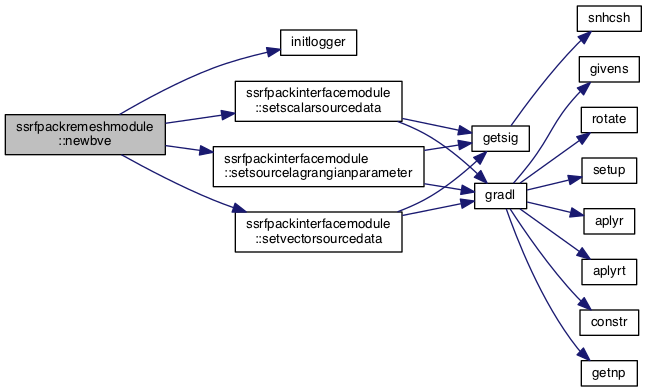 ssrfpackremeshmodule
::newbve
initlogger
ssrfpackinterfacemodule
::setscalarsourcedata
ssrfpackinterfacemodule
::setsourcelagrangianparameter
ssrfpackinterfacemodule
::setvectorsourcedata
getsig
gradl
snhcsh
givens
rotate
setup
aplyr
aplyrt
constr
getnp